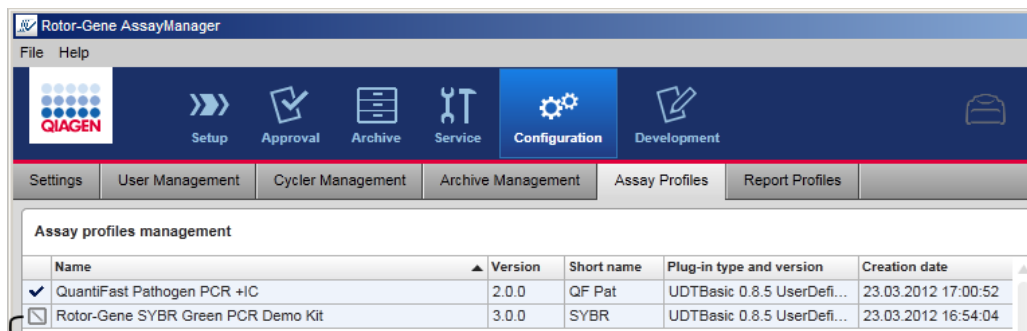 Rotor-Gene AssayManager
File Help
QIAGEN
Setup Approval Archive Service Configuration Development
Settings User Management Cycler Management Archive Management Assay Profiles Report Profiles
Assay profiles management
Name Version Short name Plug-in type and version Creation date
QuantiFast Pathogen PCR +IC 2.0.0 QF Pat UDTBasic 0.8.5 UserDefi... 23.03.2012 17:00:52
Rotor-Gene SYBR Green PCR Demo Kit 3.0.0 SYBR UDTBasic 0.8.5 UserDefi... 23.03.2012 16:54:04